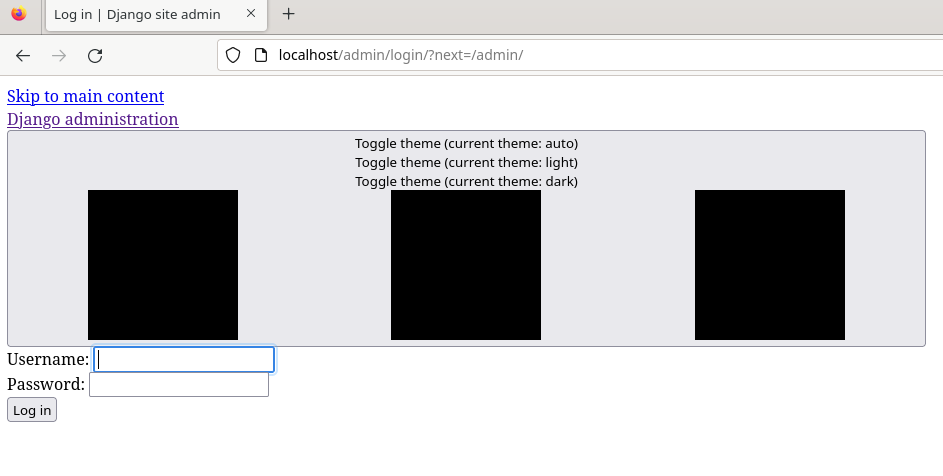 Log in | Django site admin
localhost/admin/login/?next=/admin/
Skip to main content
Django administration
Toggle theme (current theme: auto)
Toggle theme (current theme: light)
Toggle theme (current theme: dark)
Username:
Password:
Log in